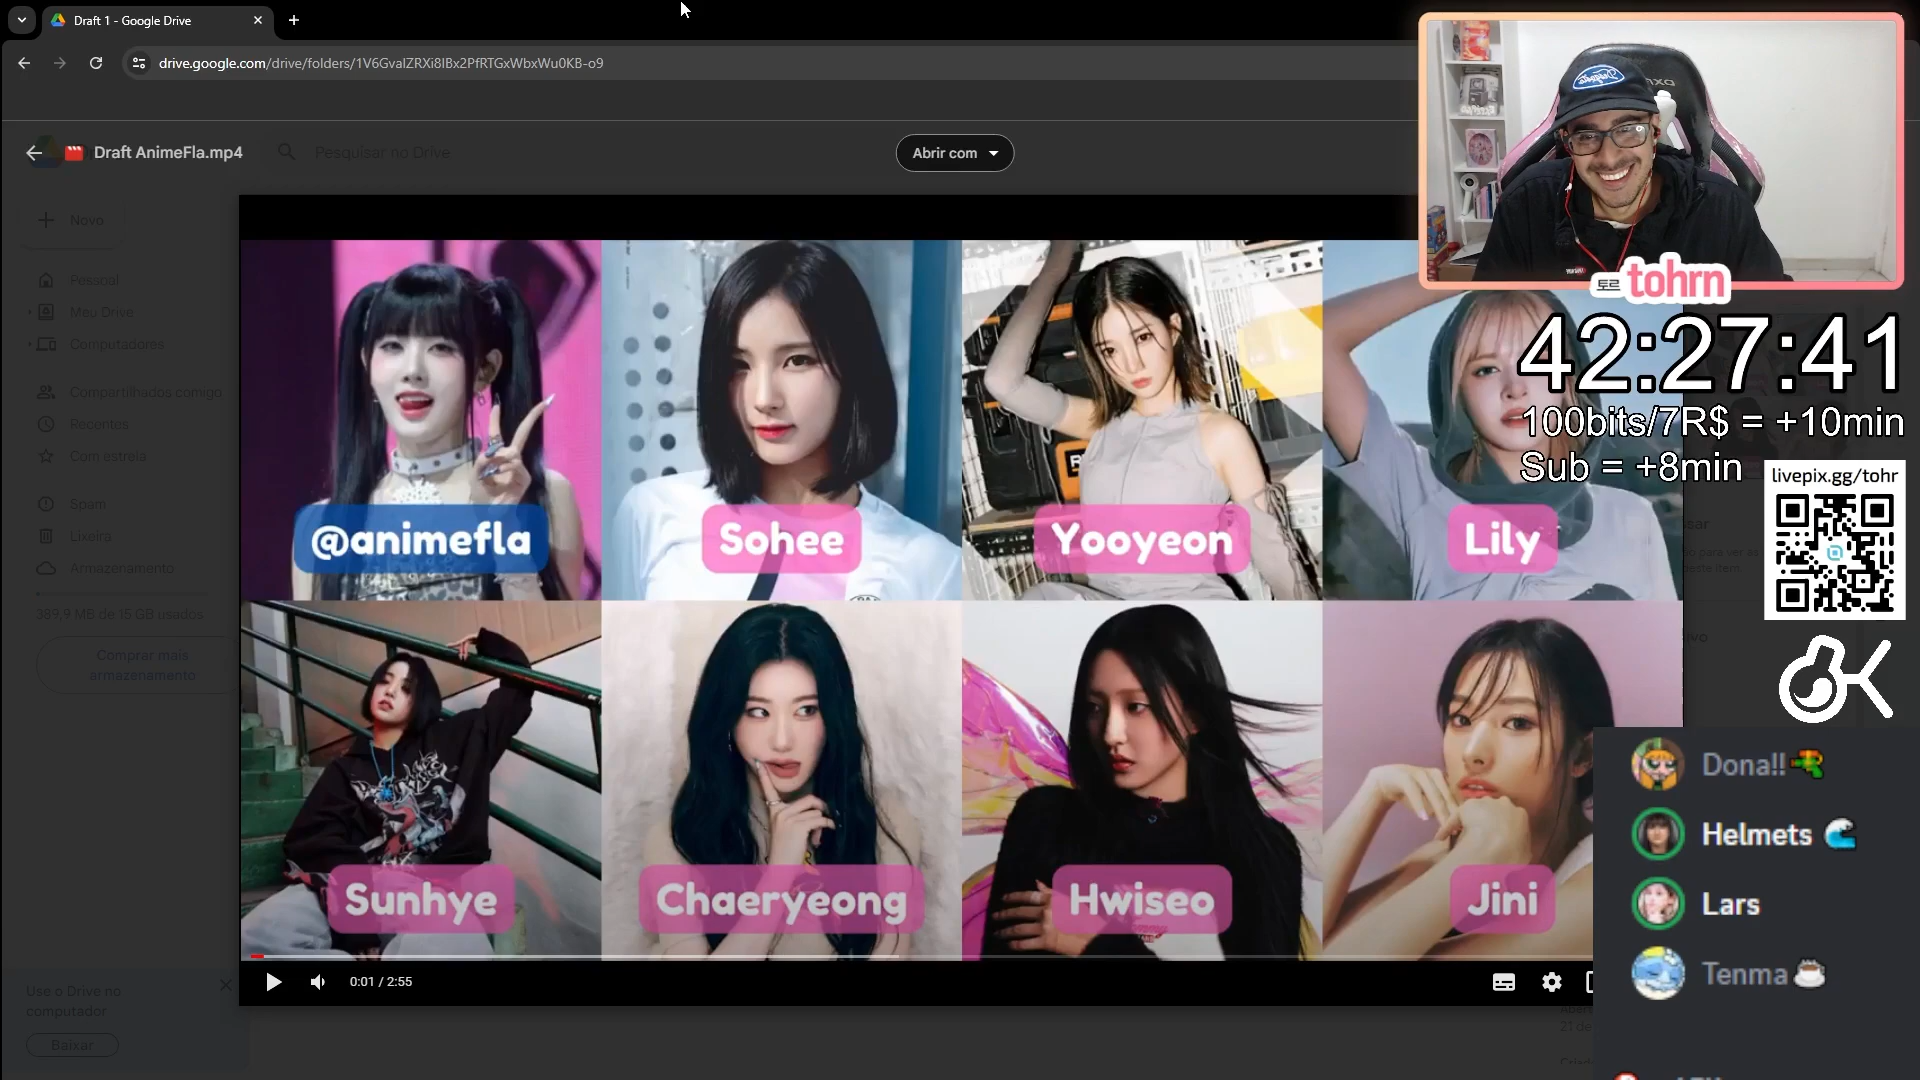 Draft 1 - Google Drive
drive.google.com/drive/folders/1V6GvalZRXi8lBx2PfRTGxWbxWu0KB-o9
Draft AnimeFla.mp4
Pesquisar no Drive
Abrir com
Novo
Pessoal
Meu Drive
Computadores
Compartilhados comigo
Recentes
Com estrela
Spam
Lixeira
Armazenamento
389,9 MB de 15 GB usados
Comprar mais
armazenamento
Use o Drive no
computador
Baixar
@animefla
Sohee
Yooyeon
Lily
Sunhye
Chaeryeong
Hwiseo
Jini
0:01 / 2:55
토르 tohrn
42:27:41
100bits/7R$ = +10min
Sub = +8min
livepix.gg/tohr
Dona!!
Helmets
Lars
Tenma